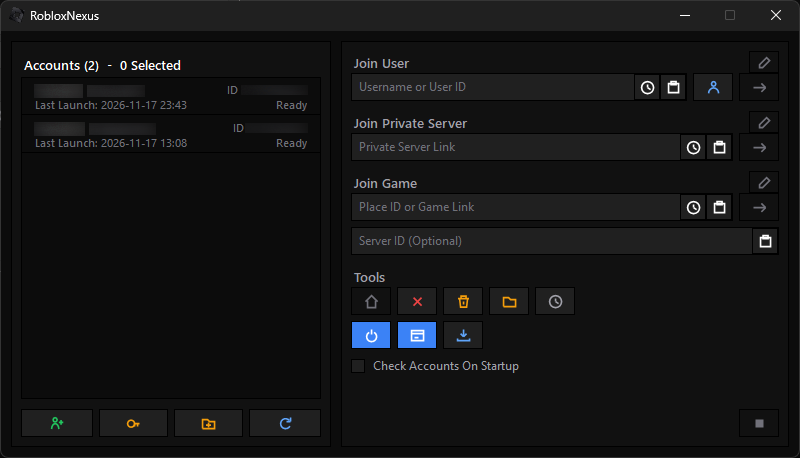 RobloxNexus
Accounts (2) - 0 Selected
ID
Last Launch: 2026-11-17 23:43
Ready
ID
Last Launch: 2026-11-17 13:08
Ready
Join User
Username or User ID
Join Private Server
Private Server Link
Join Game
Place ID or Game Link
Server ID (Optional)
Tools
Check Accounts On Startup